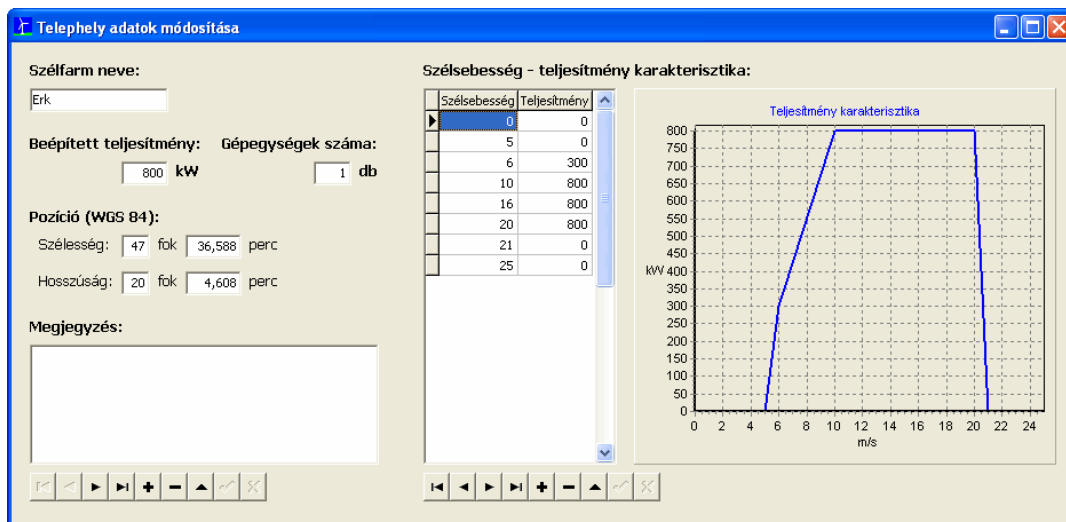 Telephely adatok módosítása
Szélfarm neve:
Erk
Beépített teljesítmény: Gépegységek száma:
800 kW 1 db
Pozíció (WGS 84):
Szélesség: 47 fok 36,588 perc
Hosszúság: 20 fok 4,608 perc
Megjegyzés:
Szélsebesség - teljesítmény karakterisztika:
Szélsebesség Teljesítmény
0 0
5 0
6 300
10 800
16 800
20 800
21 0
25 0
Teljesítmény karakterisztika
800
750
700
650
600
550
500
450
kW 400
350
300
250
200
150
100
50
0
0 2 4 6 8 10 12 14 16 18 20 22 24
m/s